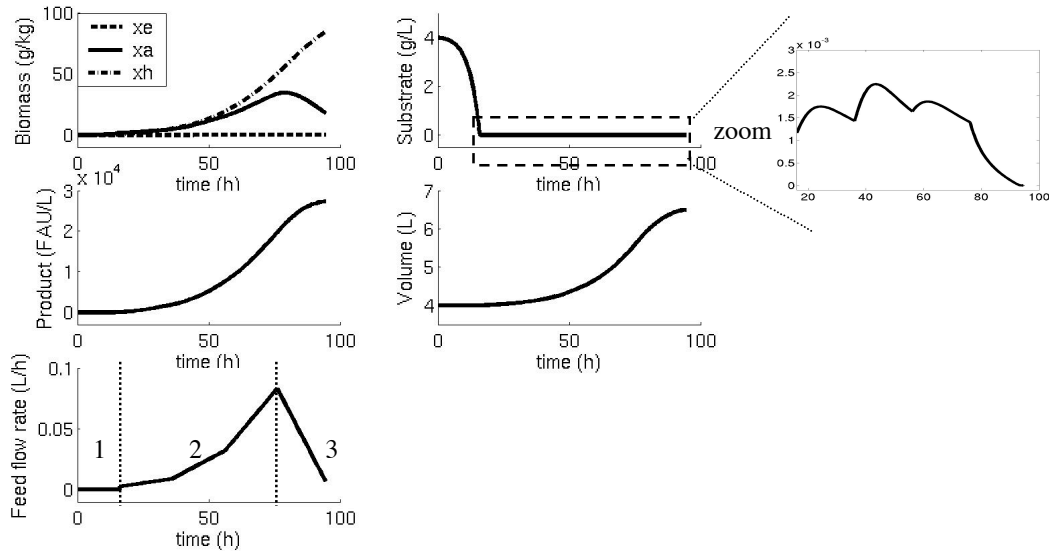 Biomass (g/kg)
100
50
0
xe
xa
xh
0 50 100
time (h)
Substrate (g/L)
4
2
0
0 50 100
time (h)
zoom
x 10⁻³
3
2.5
2
1.5
1
0.5
0
20 40 60 80 100
Product (FAU/L)
x 10⁴
3
2
1
0
0 50 100
time (h)
Volume (L)
7
6
5
4
0 50 100
time (h)
Feed flow rate (L/h)
0.1
0.05
0
1 2 3
0 50 100
time (h)